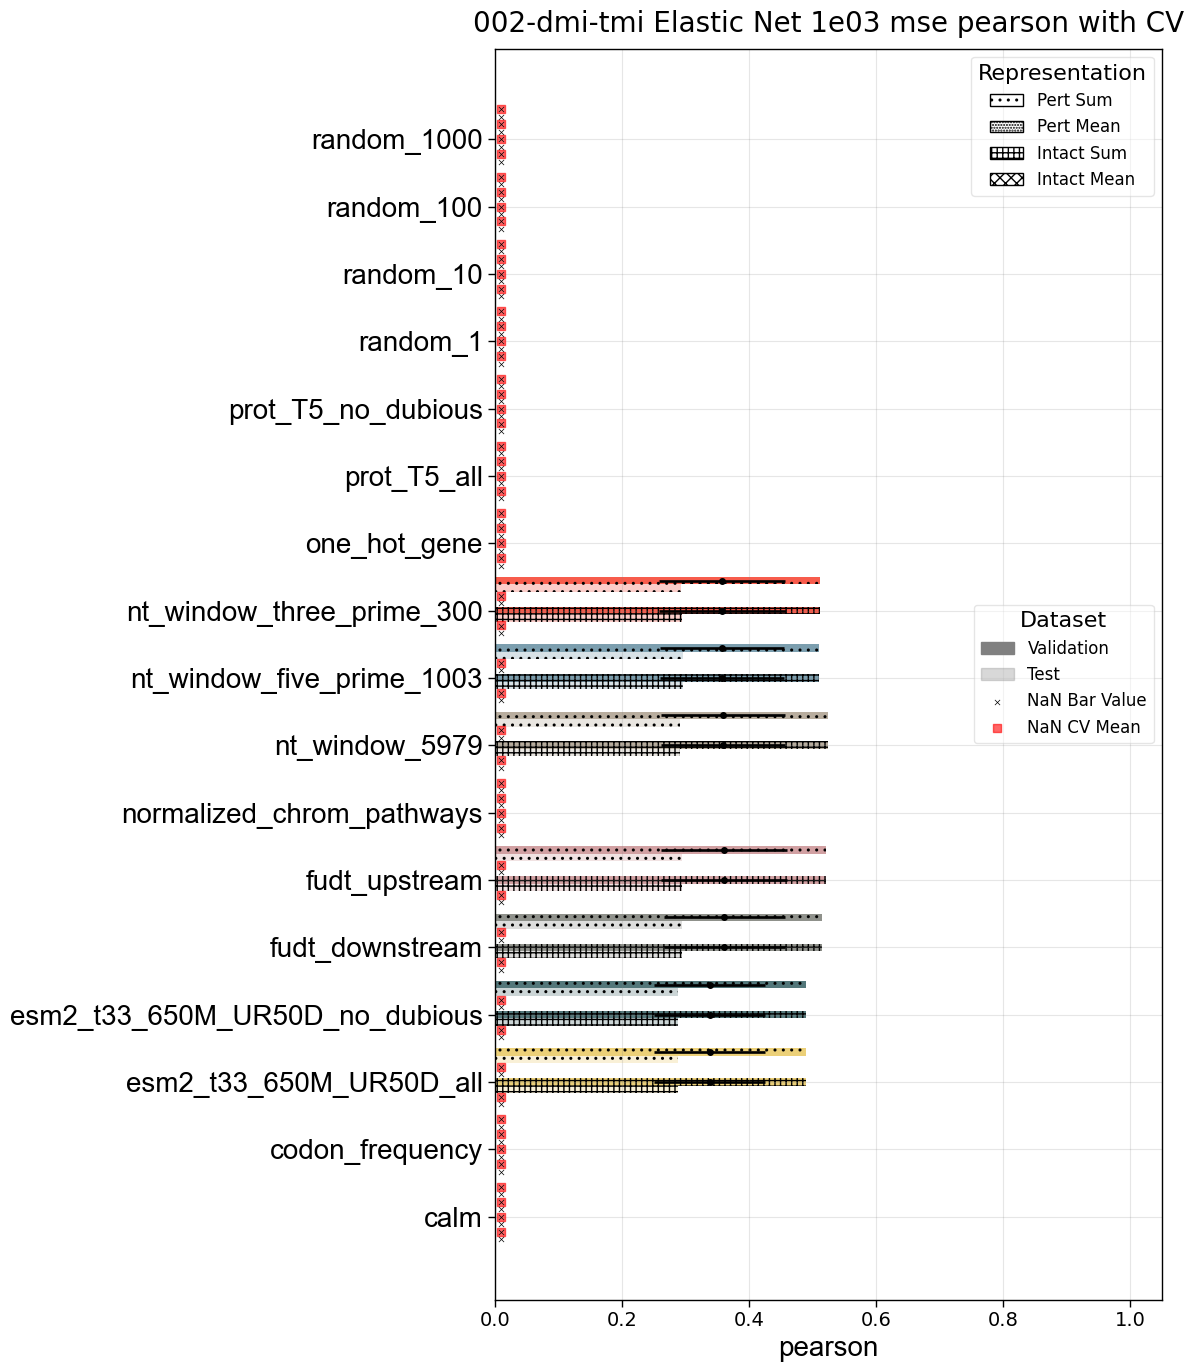 002-dmi-tmi Elastic Net 1e03 mse pearson with CV
Representation
Pert Sum
Pert Mean
Intact Sum
Intact Mean
random_1000
random_100
random_10
random_1
prot_T5_no_dubious
prot_T5_all
one_hot_gene
nt_window_three_prime_300
nt_window_five_prime_1003
nt_window_5979
normalized_chrom_pathways
fudt_upstream
fudt_downstream
esm2_t33_650M_UR50D_no_dubious
esm2_t33_650M_UR50D_all
codon_frequency
calm
Dataset
Validation
Test
NaN Bar Value
NaN CV Mean
0.0 0.2 0.4 0.6 0.8 1.0
pearson